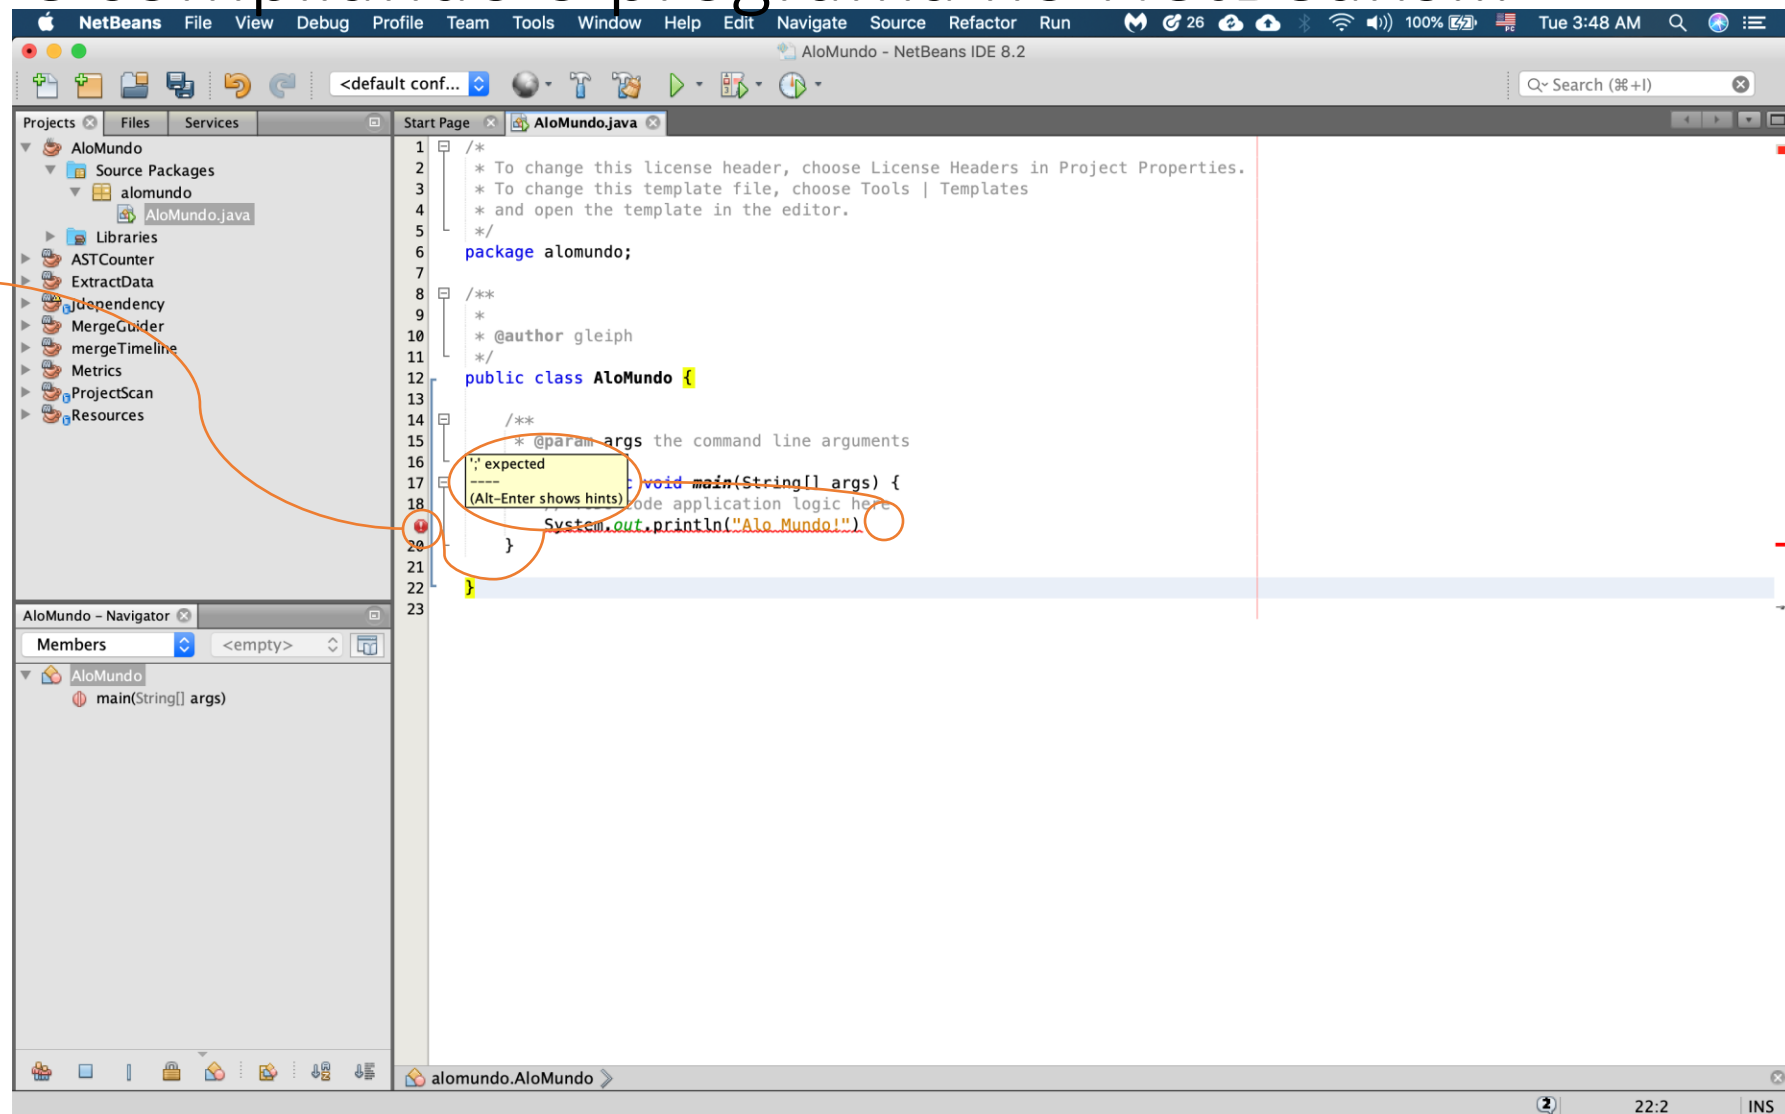 NetBeans File View Debug Profile Team Tools Window Help Edit Navigate Source Refactor Run 26 100% Tue 3:48 AM
AloMundo - NetBeans IDE 8.2
<default conf... Search (⌘+I)
Projects Files Services
AloMundo
Source Packages
alomundo
AloMundo.java
Libraries
ASTCounter
ExtractData
jdependency
MergeGuider
mergeTimeline
Metrics
ProjectScan
Resources
Start Page AloMundo.java
1 /*
2 * To change this license header, choose License Headers in Project Properties.
3 * To change this template file, choose Tools | Templates
4 * and open the template in the editor.
5 */
6 package alomundo;
7
8 /**
9 *
10 * @author gleiph
11 */
12 public class AloMundo {
13
14 /**
15 * @param args the command line arguments
16
';' expected
----
(Alt-Enter shows hints)
17 void main(String[] args) {
18 code application logic here
System.out.println("Alo Mundo!")
20 }
21
22 }
23
AloMundo - Navigator
Members <empty>
AloMundo
main(String[] args)
alomundo.AloMundo
2 22:2 INS